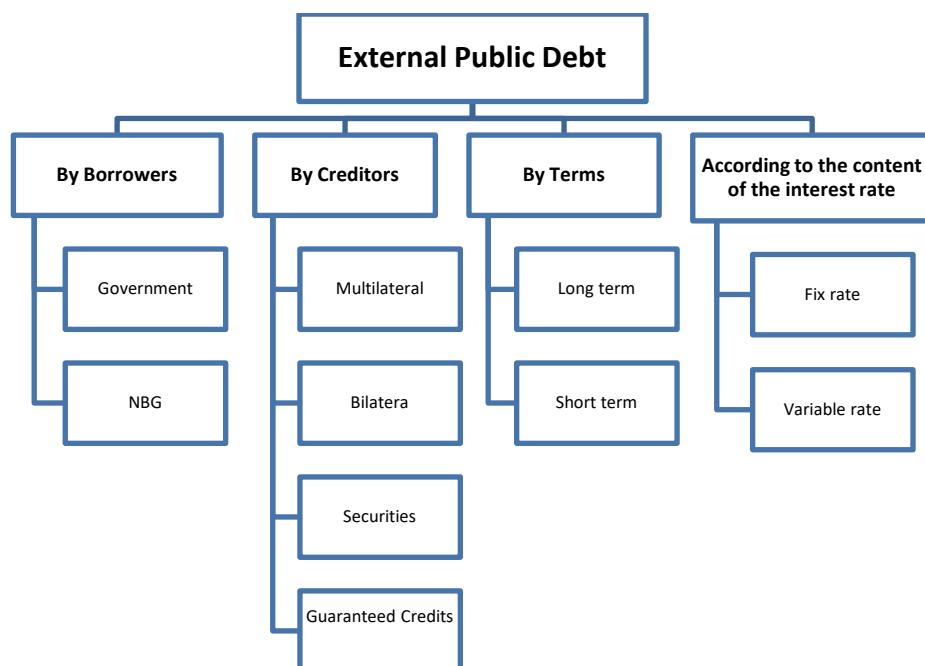 External Public Debt
By Borrowers
By Creditors
By Terms
According to the content
of the interest rate
Government
Multilateral
Long term
Fix rate
NBG
Bilatera
Short term
Variable rate
Securities
Guaranteed Credits